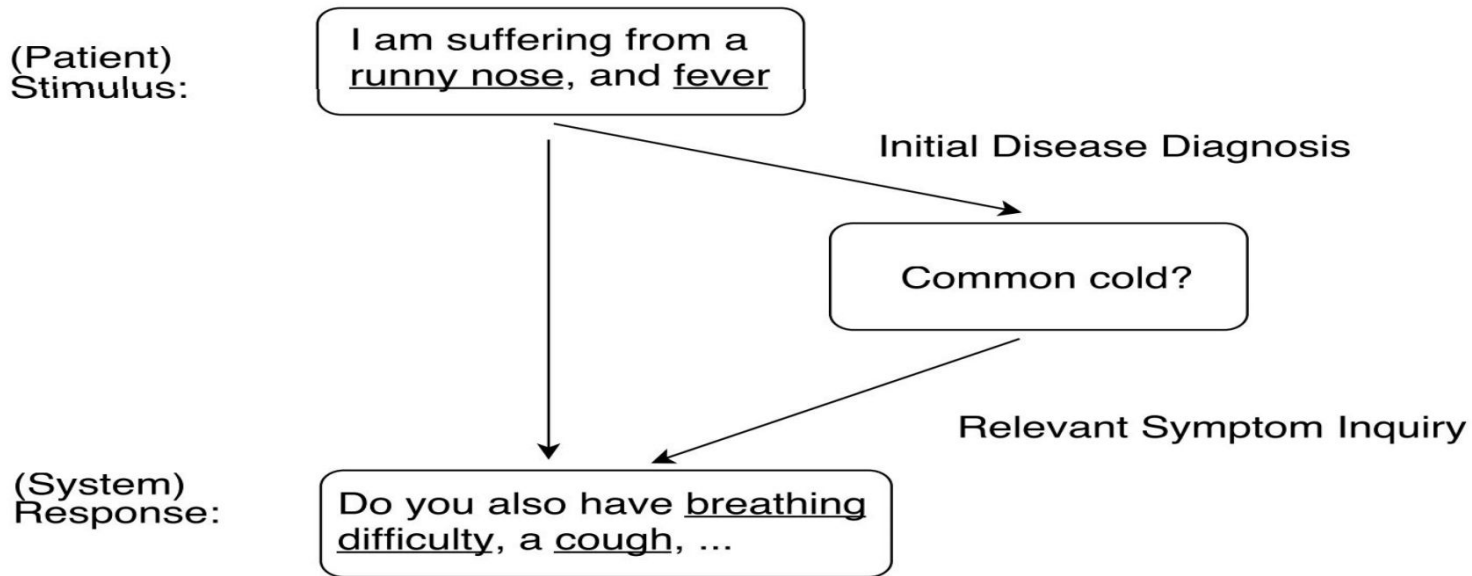 (Patient)
Stimulus:
I am suffering from a
runny nose, and fever
Initial Disease Diagnosis
Common cold?
Relevant Symptom Inquiry
(System)
Response:
Do you also have breathing
difficulty, a cough, ...